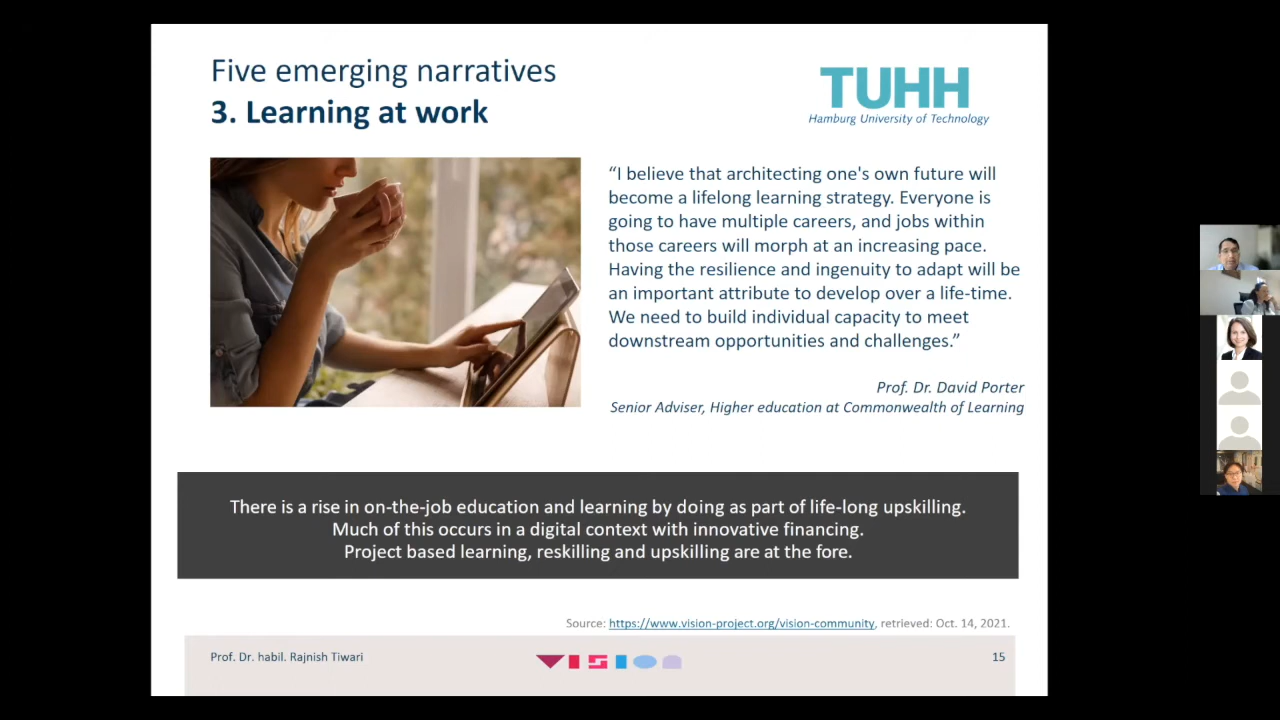 Five emerging narratives
3. Learning at work
TUHH
Hamburg University of Technology
“I believe that architecting one's own future will
become a lifelong learning strategy. Everyone is
going to have multiple careers, and jobs within
those careers will morph at an increasing pace.
Having the resilience and ingenuity to adapt will be
an important attribute to develop over a life-time.
We need to build individual capacity to meet
downstream opportunities and challenges.”
Prof. Dr. David Porter
Senior Adviser, Higher education at Commonwealth of Learning
There is a rise in on-the-job education and learning by doing as part of life-long upskilling.
Much of this occurs in a digital context with innovative financing.
Project based learning, reskilling and upskilling are at the fore.
Source: https://www.vision-project.org/vision-community, retrieved: Oct. 14, 2021.
Prof. Dr. habil. Rajnish Tiwari
VISION
15